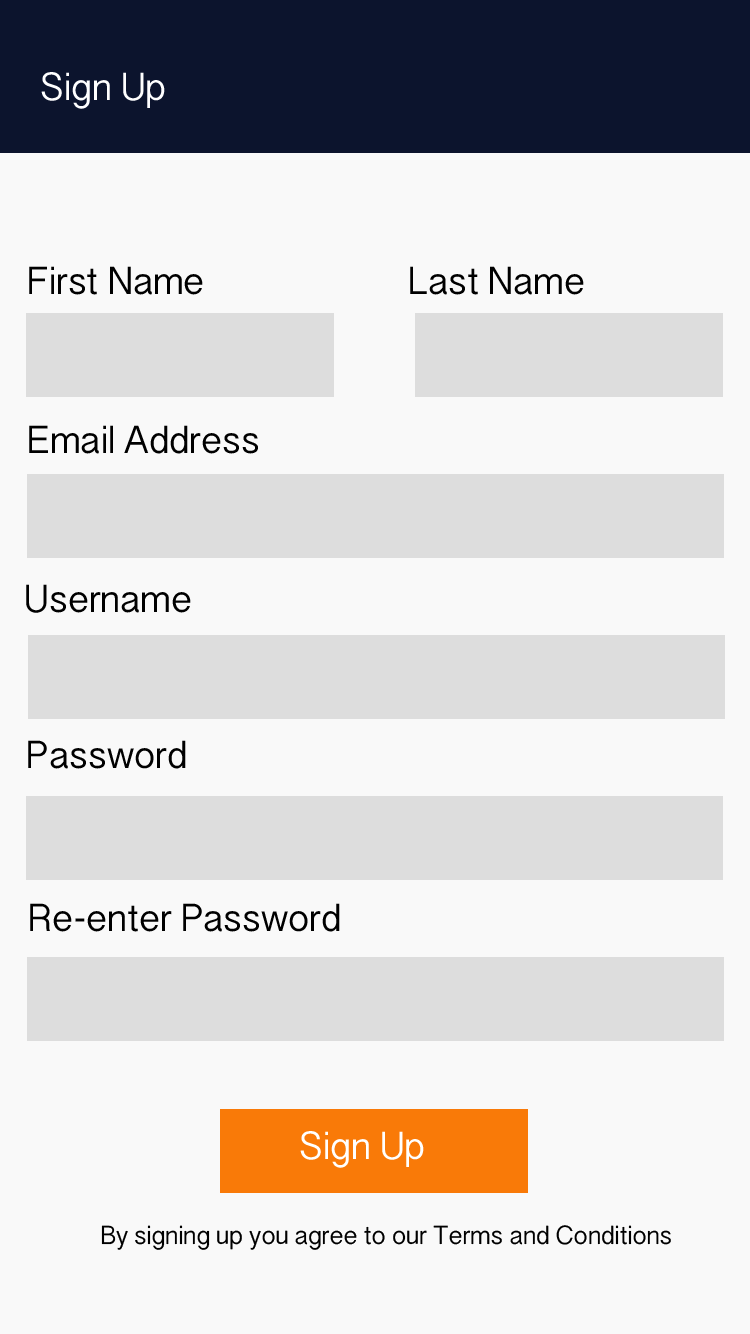 Sign Up
First Name Last Name
Email Address
Username
Password
Re-enter Password
Sign Up
By signing up you agree to our Terms and Conditions